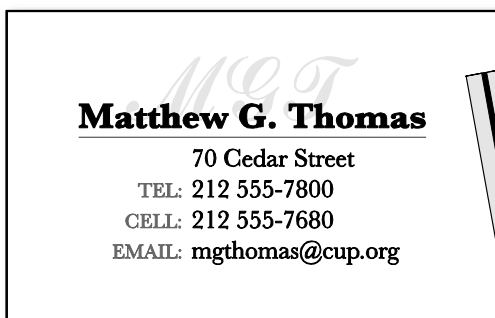 MGT
Matthew G. Thomas
70 Cedar Street
TEL: 212 555-7800
CELL: 212 555-7680
EMAIL: mgthomas@cup.org